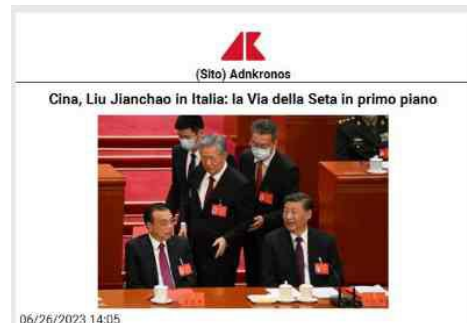 (Sito) Adnkronos
Cina, Liu Jianchao in Italia: la Via della Seta in primo piano
06/26/2023 14:05